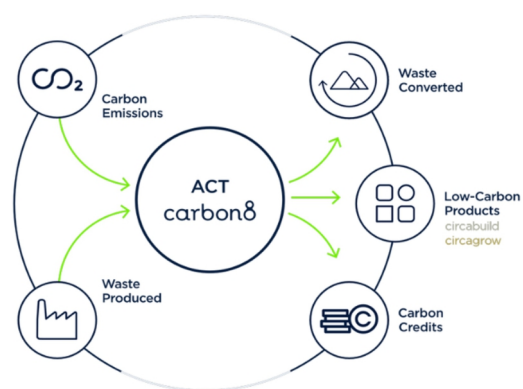 CO₂
Carbon
Emissions
Waste
Produced
ACT
carbon8
Waste
Converted
Low-Carbon
Products
circabuild
circagrow
C
Carbon
Credits